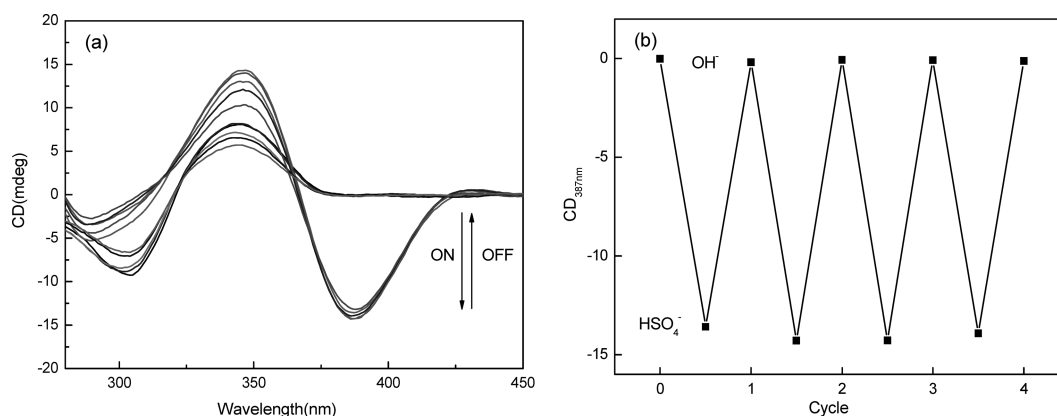 (a)
20
15
10
5
0
-5
-10
-15
-20
CD(mdeg)
ON OFF
300 350 400 450
Wavelength(nm)
(b)
OH⁻
0
-5
-10
-15
CD387nm
HSO₄⁻
0 1 2 3 4
Cycle